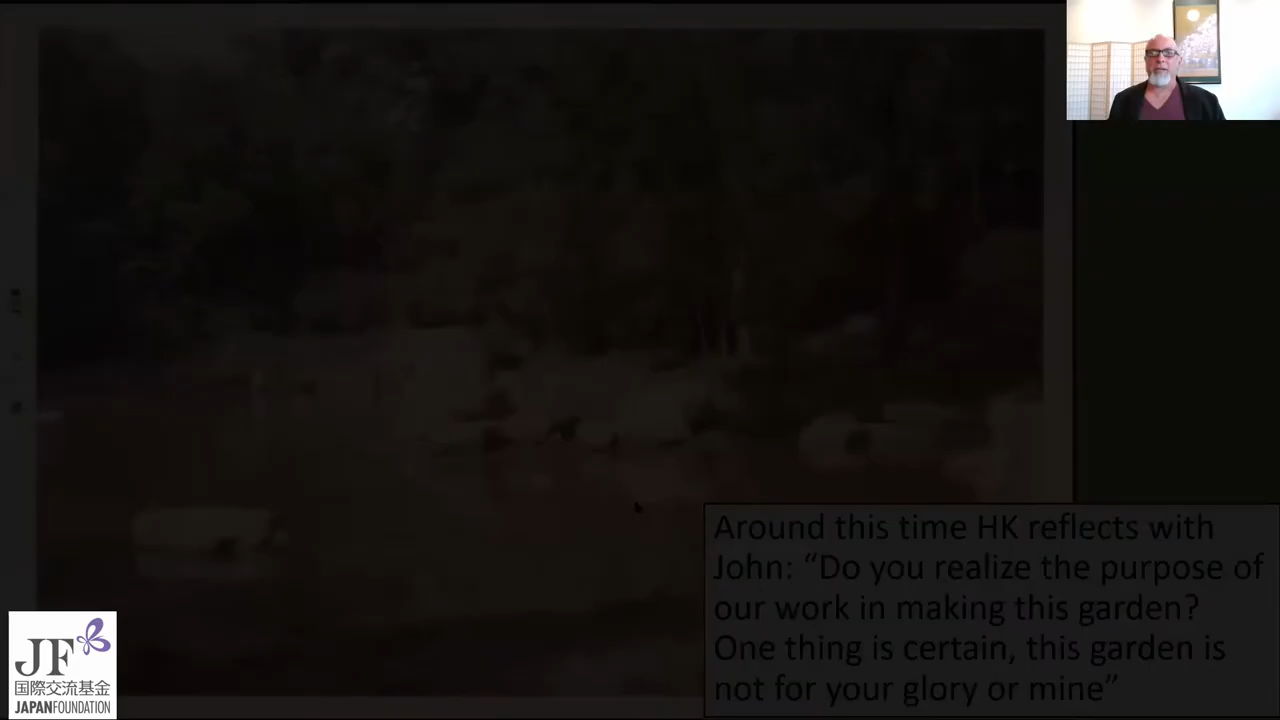 Around this time HK reflects with
John: “Do you realize the purpose of
our work in making this garden?
One thing is certain, this garden is
not for your glory or mine”
JF
国際交流基金
JAPANFOUNDATION